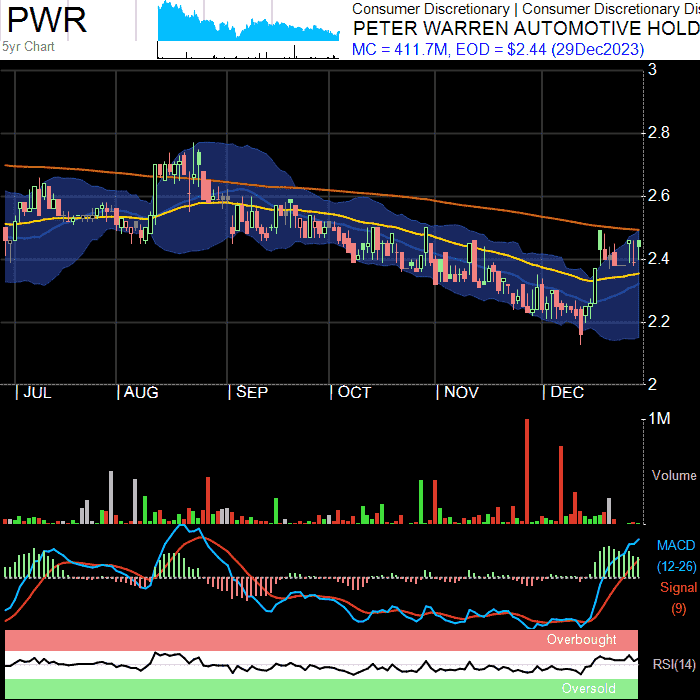 PWR
5yr Chart
Consumer Discretionary | Consumer Discretionary Dis
PETER WARREN AUTOMOTIVE HOLD
MC = 411.7M, EOD = $2.44 (29Dec2023)
3
2.8
2.6
2.4
2.2
2
JUL AUG SEP OCT NOV DEC
1M
Volume
MACD
(12-26)
Signal
(9)
Overbought
RSI(14)
Oversold